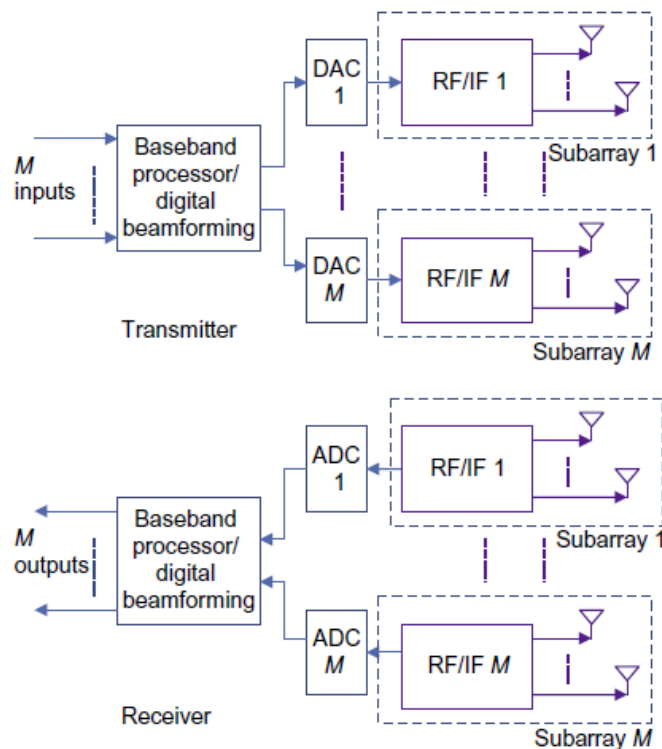 DAC
1
RF/IF 1
Subarray 1
M
inputs
Baseband
processor/
digital
beamforming
DAC
M
RF/IF M
Subarray M
Transmitter
ADC
1
RF/IF 1
Subarray 1
M
outputs
Baseband
processor/
digital
beamforming
ADC
M
RF/IF M
Subarray M
Receiver